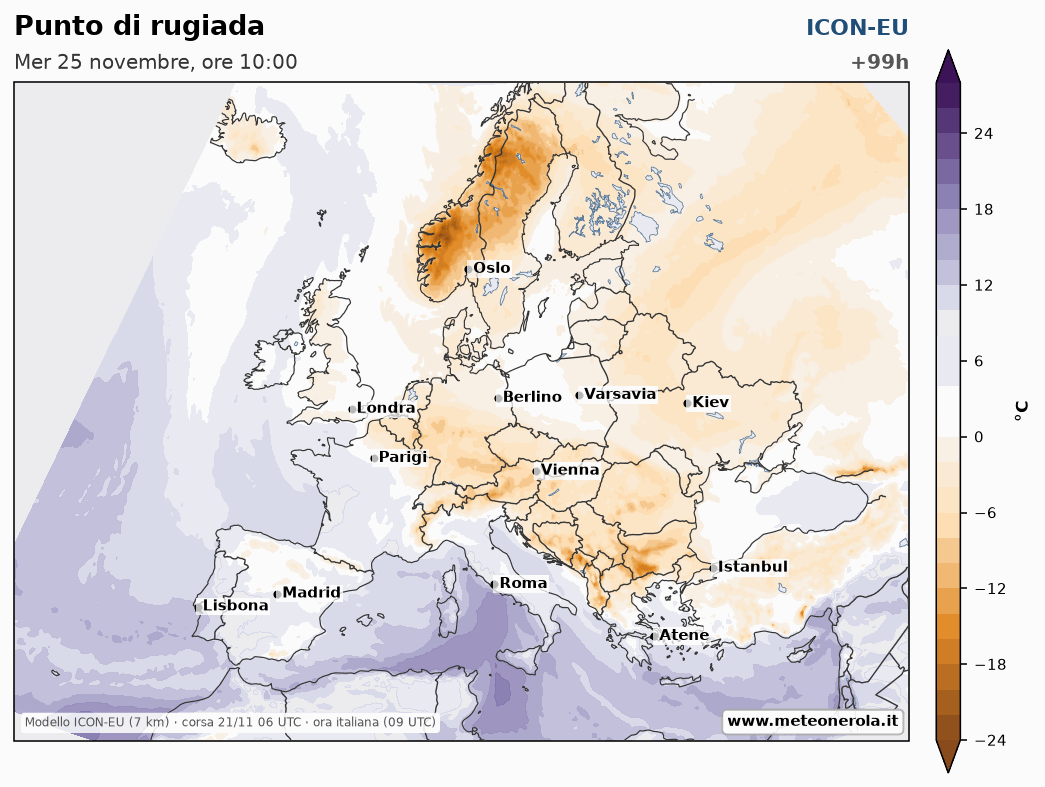 Punto di rugiada
ICON-EU
Mer 25 novembre, ore 10:00
+99h
24
18
12
6
0
−6
−12
−18
−24
°C
Oslo
Berlino
Varsavia
Kiev
Londra
Parigi
Vienna
Istanbul
Roma
Madrid
Lisbona
Atene
Modello ICON-EU (7 km) · corsa 21/11 06 UTC · ora italiana (09 UTC)
www.meteonerola.it